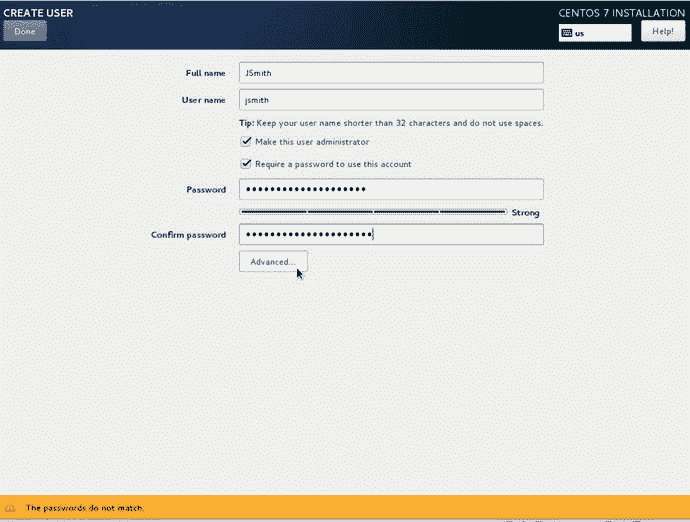 CREATE USER
CENTOS 7 INSTALLATION
Done
us
Help!
Full name
JSmith
User name
jsmith
Tip: Keep your user name shorter than 32 characters and do not use spaces.
Make this user administrator
Require a password to use this account
Password
••••••••••••••••••••
Strong
Confirm password
•••••••••••••••••••••
Advanced...
The passwords do not match.